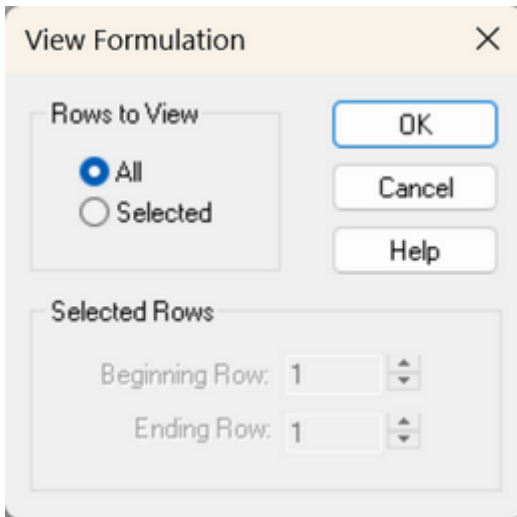 View Formulation
Rows to View
All
Selected
OK
Cancel
Help
Selected Rows
Beginning Row: 1
Ending Row: 1